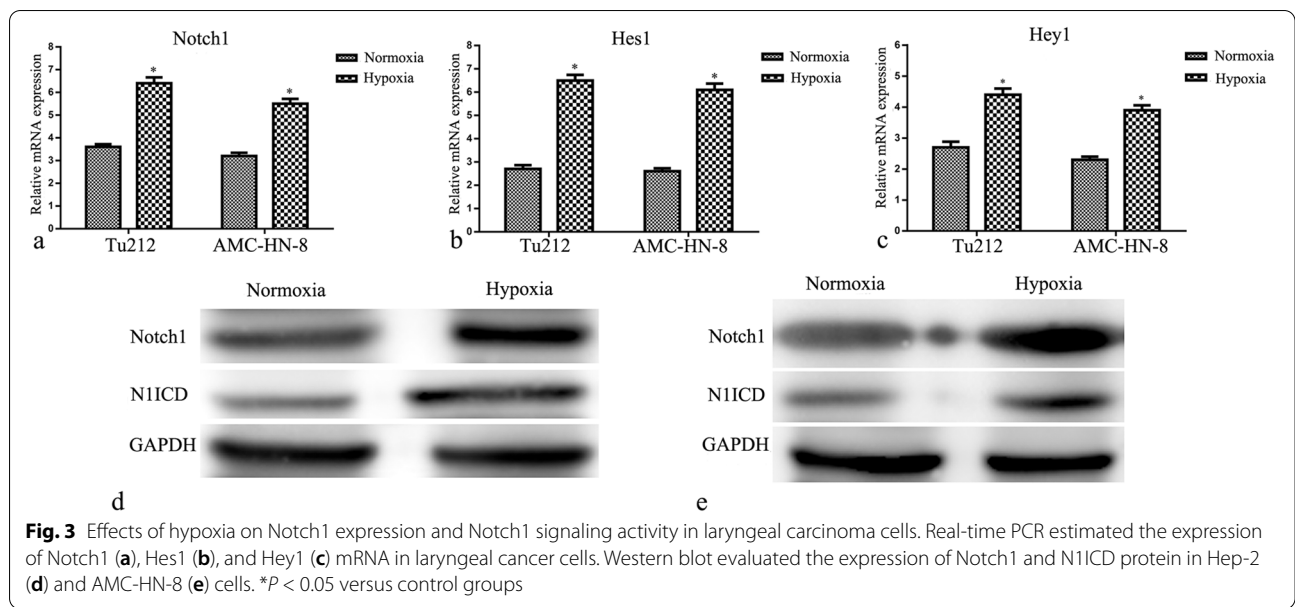 Notch1
Relative mRNA expression
8
7
6
5
4
3
2
1
0
*
*
Normoxia
Hypoxia
Tu212
AMC-HN-8
a
Hes1
Relative mRNA expression
8
7
6
5
4
3
2
1
0
*
*
Normoxia
Hypoxia
Tu212
AMC-HN-8
b
Hey1
Relative mRNA expression
6
5
4
3
2
1
0
*
*
Normoxia
Hypoxia
Tu212
AMC-HN-8
c
Normoxia Hypoxia
Notch1
N1ICD
GAPDH
d
Normoxia Hypoxia
Notch1
N1ICD
GAPDH
e
Fig. 3 Effects of hypoxia on Notch1 expression and Notch1 signaling activity in laryngeal carcinoma cells. Real-time PCR estimated the expression
of Notch1 (a), Hes1 (b), and Hey1 (c) mRNA in laryngeal cancer cells. Western blot evaluated the expression of Notch1 and N1ICD protein in Hep-2
(d) and AMC-HN-8 (e) cells. *P < 0.05 versus control groups